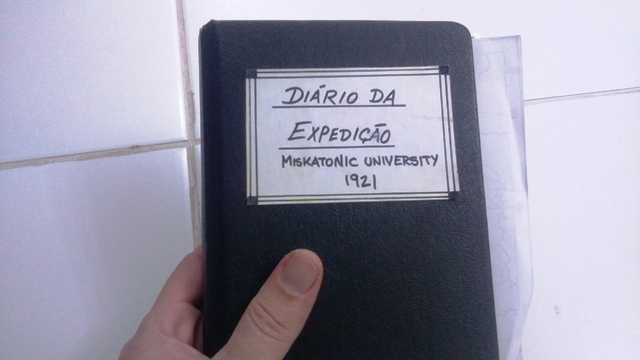 DIÁRIO DA
EXPEDIÇÃO
MISKATONIC UNIVERSITY
1921